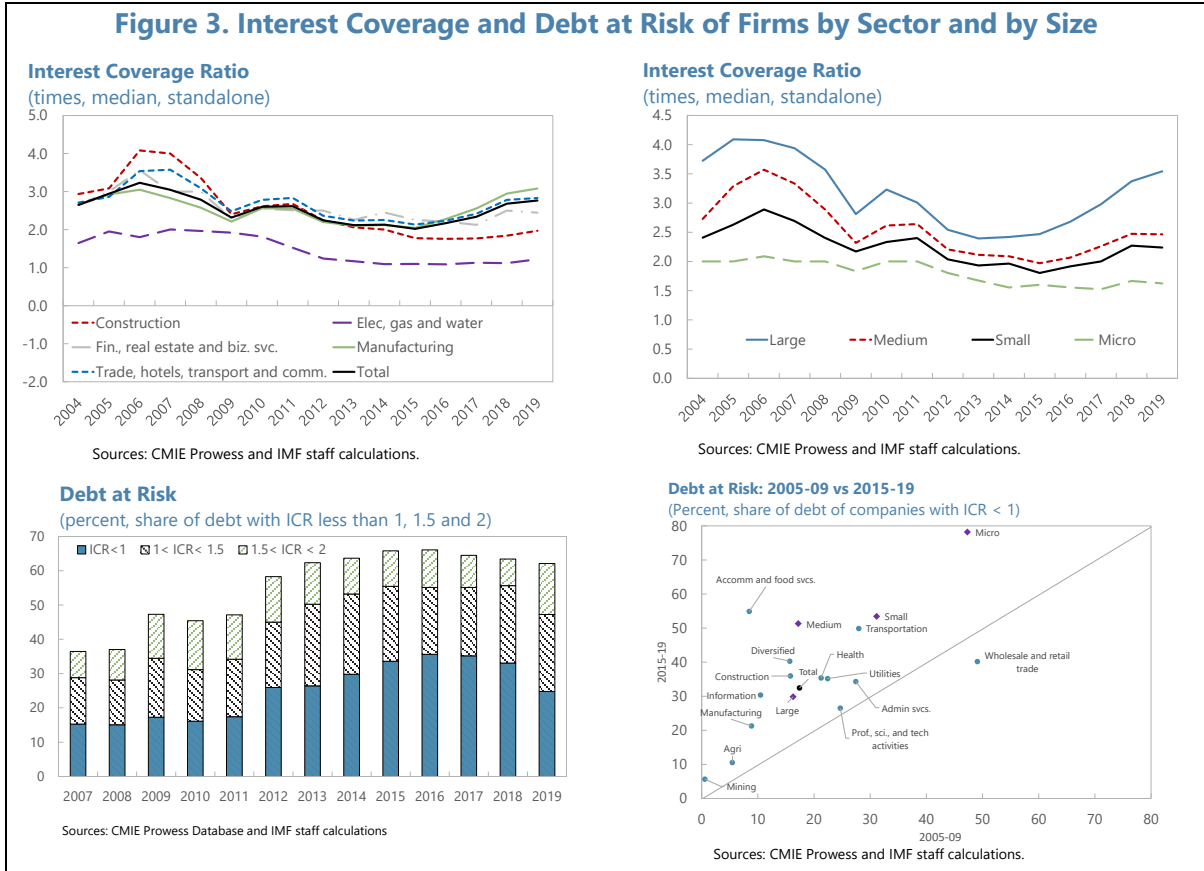 Figure 3. Interest Coverage and Debt at Risk of Firms by Sector and by Size
Interest Coverage Ratio
(times, median, standalone)
5.0
4.0
3.0
2.0
1.0
0.0
-1.0
-2.0
Construction
Elec, gas and water
Fin., real estate and biz. svc.
Manufacturing
Trade, hotels, transport and comm.
Total
2004
2005
2006
2007
2008
2009
2010
2011
2012
2013
2014
2015
2016
2017
2018
2019
Sources: CMIE Prowess and IMF staff calculations.
Interest Coverage Ratio
(times, median, standalone)
4.5
4.0
3.5
3.0
2.5
2.0
1.5
1.0
0.5
0.0
Large
Medium
Small
Micro
2004
2005
2006
2007
2008
2009
2010
2011
2012
2013
2014
2015
2016
2017
2018
2019
Sources: CMIE Prowess and IMF staff calculations.
Debt at Risk
(percent, share of debt with ICR less than 1, 1.5 and 2)
70
60
50
40
30
20
10
0
ICR<1
1< ICR< 1.5
1.5< ICR < 2
2007
2008
2009
2010
2011
2012
2013
2014
2015
2016
2017
2018
2019
Sources: CMIE Prowess Database and IMF staff calculations
Debt at Risk: 2005-09 vs 2015-19
(Percent, share of debt of companies with ICR < 1)
80
70
60
50
40
30
20
10
0
2015-19
Micro
Accomm and food svcs.
Medium
Small
Transportation
Diversified
Health
Wholesale and retail
trade
Construction
Total
Utilities
Information
Large
Admin svcs.
Manufacturing
Prof., sci., and tech
activities
Agri
Mining
0
10
20
30
40
50
60
70
80
2005-09
Sources: CMIE Prowess and IMF staff calculations.